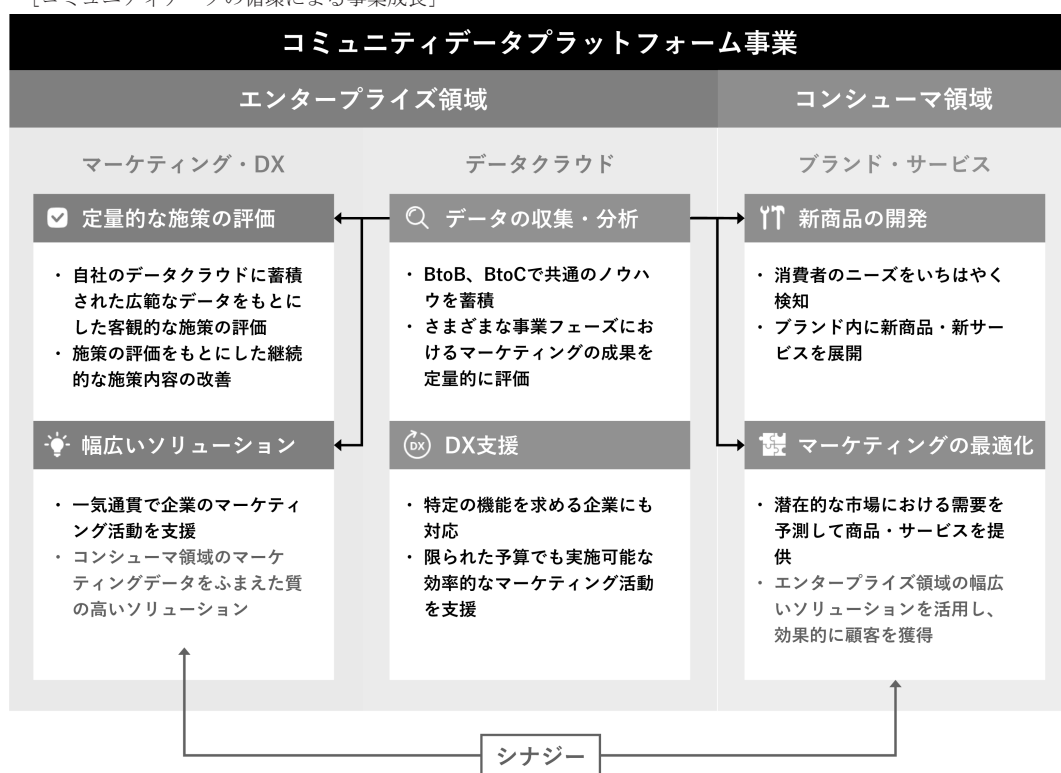 [コミュニティデータの循環による事業成長]
コミュニティデータプラットフォーム事業
エンタープライズ領域
コンシューマ領域
マーケティング・DX
データクラウド
ブランド・サービス
定量的な施策の評価
・ 自社のデータクラウドに蓄積
された広範なデータをもとに
した客観的な施策の評価
・ 施策の評価をもとにした継続
的な施策内容の改善
データの収集・分析
・ BtoB、BtoCで共通のノウハ
ウを蓄積
・ さまざまな事業フェーズにお
けるマーケティングの成果を
定量的に評価
新商品の開発
・ 消費者のニーズをいちはやく
検知
・ ブランド内に新商品・新サー
ビスを展開
幅広いソリューション
・ 一気通貫で企業のマーケティ
ング活動を支援
・ コンシューマ領域のマーケ
ティングデータをふまえた質
の高いソリューション
DX
DX支援
・ 特定の機能を求める企業にも
対応
・ 限られた予算でも実施可能な
効率的なマーケティング活動
を支援
マーケティングの最適化
・ 潜在的な市場における需要を
予測して商品・サービスを提
供
・ エンタープライズ領域の幅広
いソリューションを活用し、
効果的に顧客を獲得
シナジー